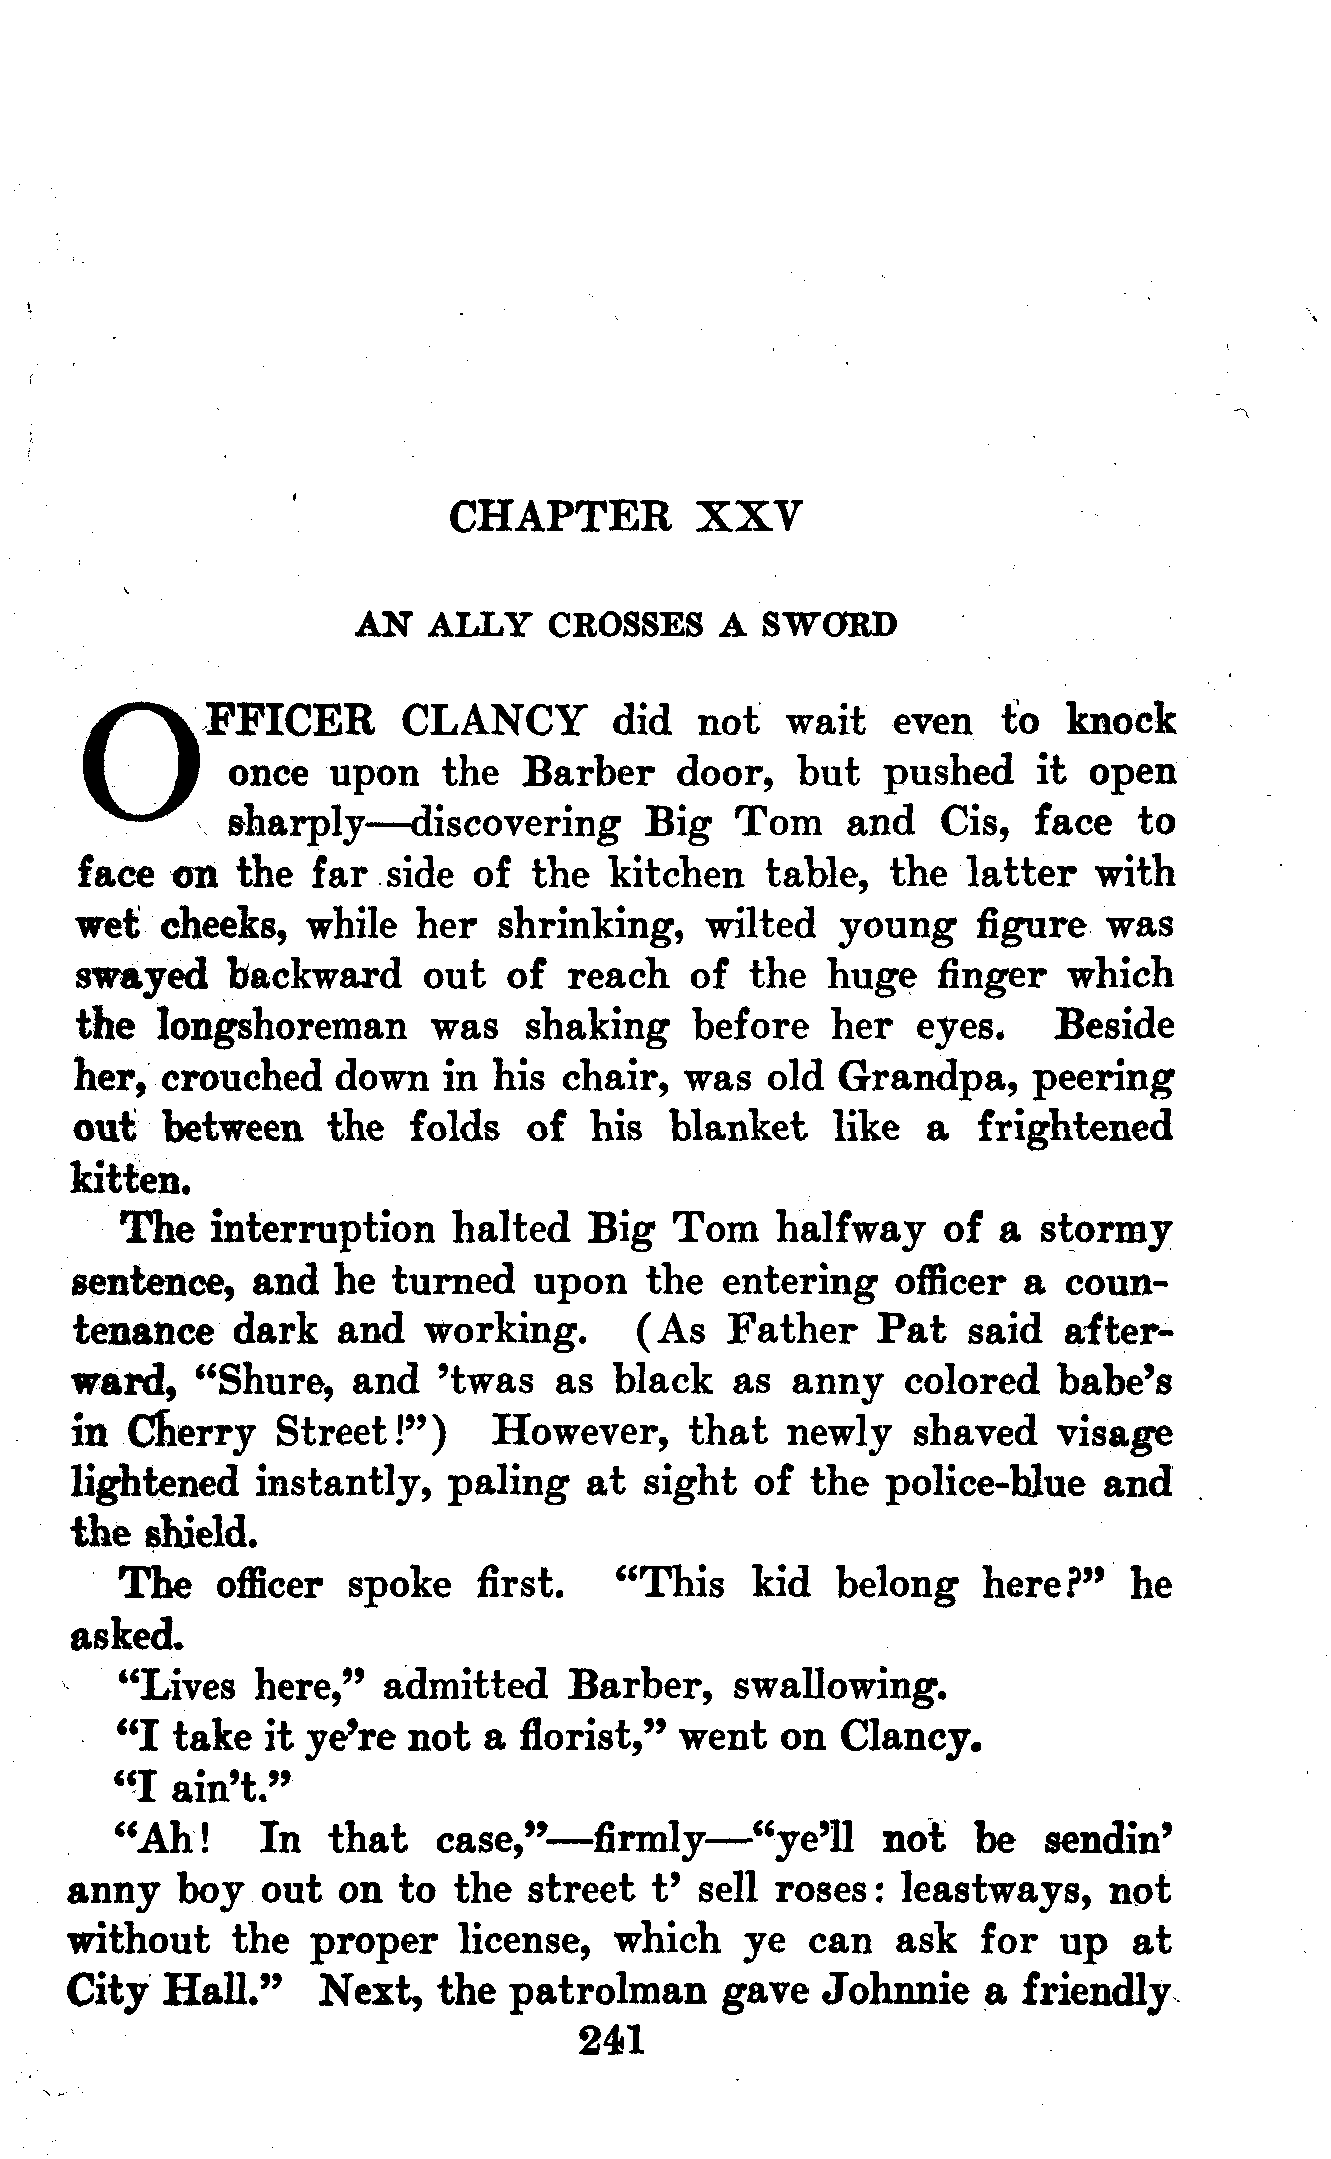 CHAPTER XXV
AN ALLY CROSSES A SWORD
OFFICER CLANCY did not wait even to knock
once upon the Barber door, but pushed it open
sharply—discovering Big Tom and Cis, face to
face on the far side of the kitchen table, the latter with
wet cheeks, while her shrinking, wilted young figure was
swayed backward out of reach of the huge finger which
the longshoreman was shaking before her eyes. Beside
her, crouched down in his chair, was old Grandpa, peering
out between the folds of his blanket like a frightened
kitten.
The interruption halted Big Tom halfway of a stormy
sentence, and he turned upon the entering officer a coun-
tenance dark and working. (As Father Pat said after-
ward, “Shure, and ’twas as black as anny colored babe’s
in Cherry Street!”) However, that newly shaved visage
lightened instantly, paling at sight of the police-blue and
the shield.
The officer spoke first. “This kid belong here?” he
asked.
“Lives here,” admitted Barber, swallowing.
“I take it ye’re not a florist,” went on Clancy.
“I ain’t.”
“Ah! In that case,”—firmly—“ye’ll not be sendin’
anny boy out on to the street t’ sell roses: leastways, not
without the proper license, which ye can ask for up at
City Hall.” Next, the patrolman gave Johnnie a friendly
241